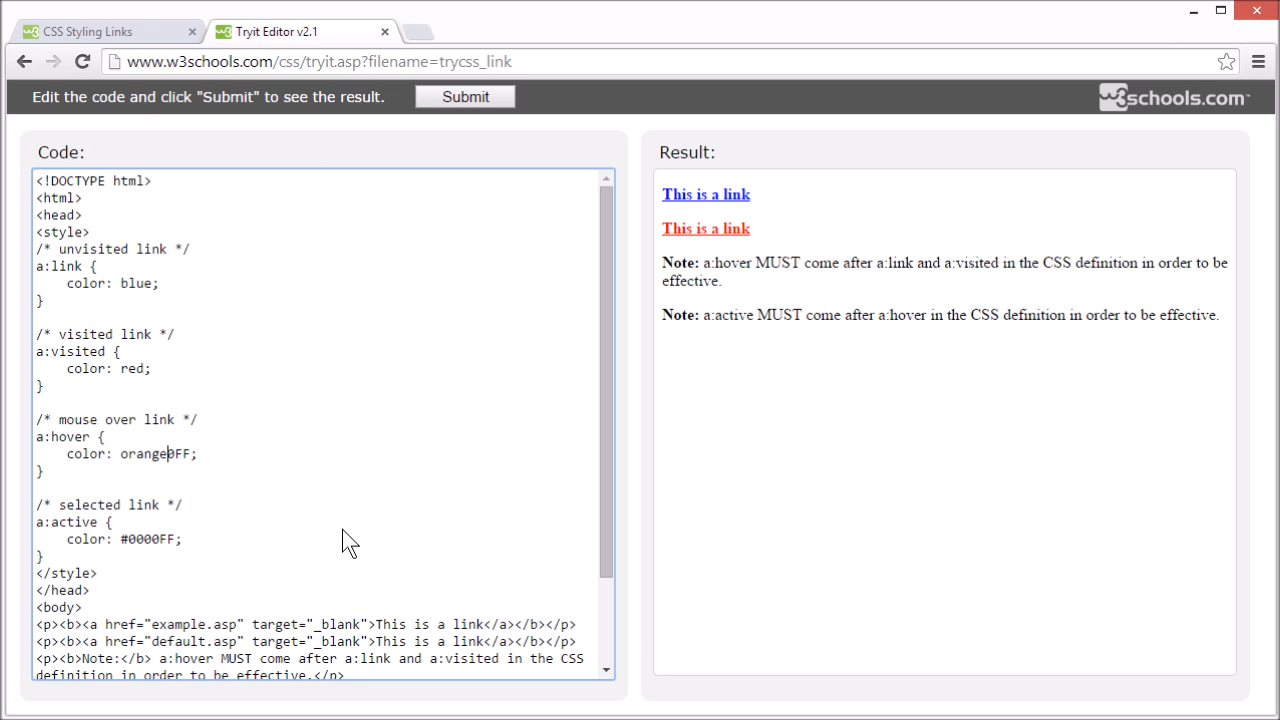 CSS Styling Links
Tryit Editor v2.1
www.w3schools.com/css/tryit.asp?filename=trycss_link
Edit the code and click "Submit" to see the result.
Submit
w3schools.com
Code:
<!DOCTYPE html>
<html>
<head>
<style>
/* unvisited link */
a:link {
    color: blue;
}

/* visited link */
a:visited {
    color: red;
}

/* mouse over link */
a:hover {
    color: orange0FF;
}

/* selected link */
a:active {
    color: #0000FF;
}
</style>
</head>
<body>
<p><b><a href="example.asp" target="_blank">This is a link</a></b></p>
<p><b><a href="default.asp" target="_blank">This is a link</a></b></p>
<p><b>Note:</b> a:hover MUST come after a:link and a:visited in the CSS
definition in order to be effective.</p>
Result:
This is a link
This is a link
Note: a:hover MUST come after a:link and a:visited in the CSS definition in order to be
effective.
Note: a:active MUST come after a:hover in the CSS definition in order to be effective.